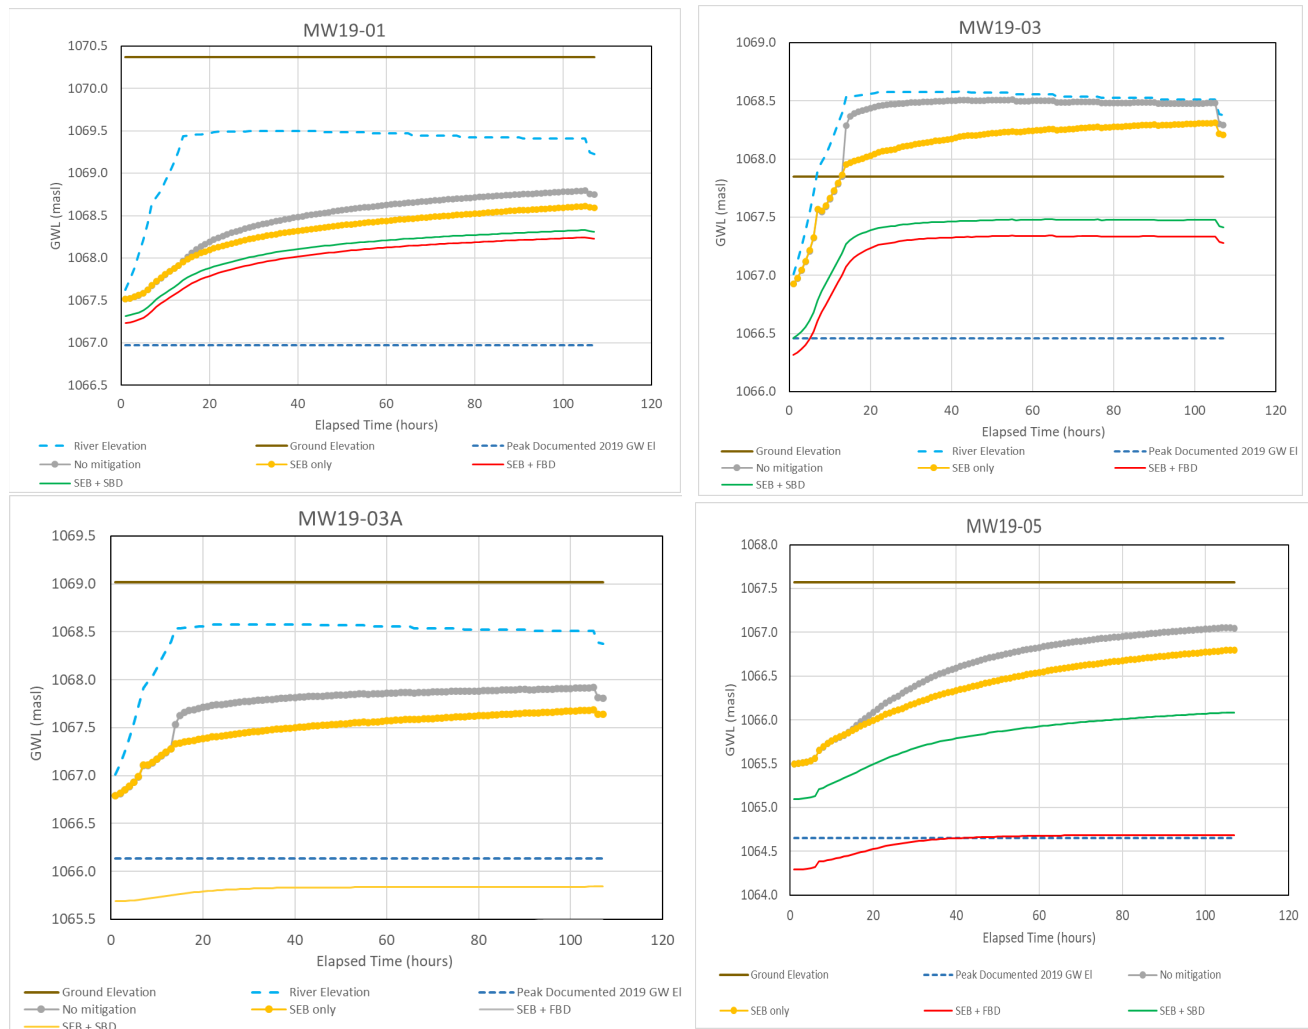 MW19-01
1070.5
1070.0
1069.5
1069.0
1068.5
1068.0
1067.5
1067.0
1066.5
GWL (masl)
0 20 40 60 80 100 120
Elapsed Time (hours)
River Elevation Ground Elevation Peak Documented 2019 GW El
No mitigation SEB only SEB + FBD
SEB + SBD
MW19-03
1069.0
1068.5
1068.0
1067.5
1067.0
1066.5
1066.0
GWL (masl)
0 20 40 60 80 100 120
Elapsed Time (hours)
Ground Elevation River Elevation Peak Documented 2019 GW El
No mitigation SEB only SEB + FBD
SEB + SBD
MW19-03A
1069.5
1069.0
1068.5
1068.0
1067.5
1067.0
1066.5
1066.0
1065.5
GWL (masl)
0 20 40 60 80 100 120
Elapsed Time (hours)
Ground Elevation River Elevation Peak Documented 2019 GW El
No mitigation SEB only SEB + FBD
SEB + SBD
MW19-05
1068.0
1067.5
1067.0
1066.5
1066.0
1065.5
1065.0
1064.5
1064.0
GWL (masl)
0 20 40 60 80 100 120
Elapsed Time (hours)
Ground Elevation Peak Documented 2019 GW El No mitigation
SEB only SEB + FBD SEB + SBD